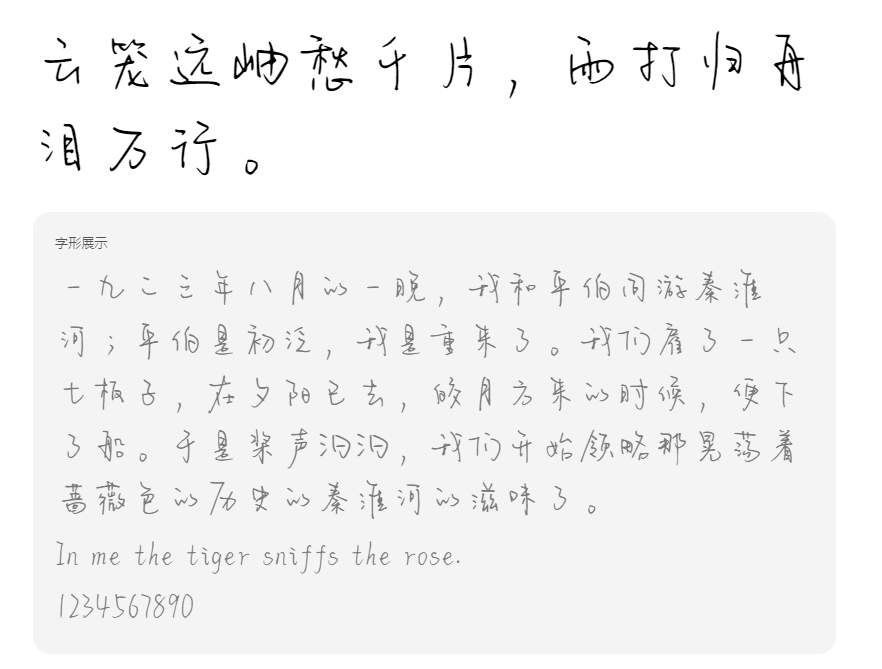 云笼远岫愁千片，雨打归舟
泪万行。
字形展示
一九二三年八月的一晚，我和平伯同游秦淮
河；平伯是初泛，我是重来了。我们雇了一只
七板子，在夕阳已去，皎月方来的时候，便下
了船。于是桨声汩汩，我们开始领略那晃荡着
蔷薇色的历史的秦淮河的滋味了。
In me the tiger sniffs the rose.
1234567890